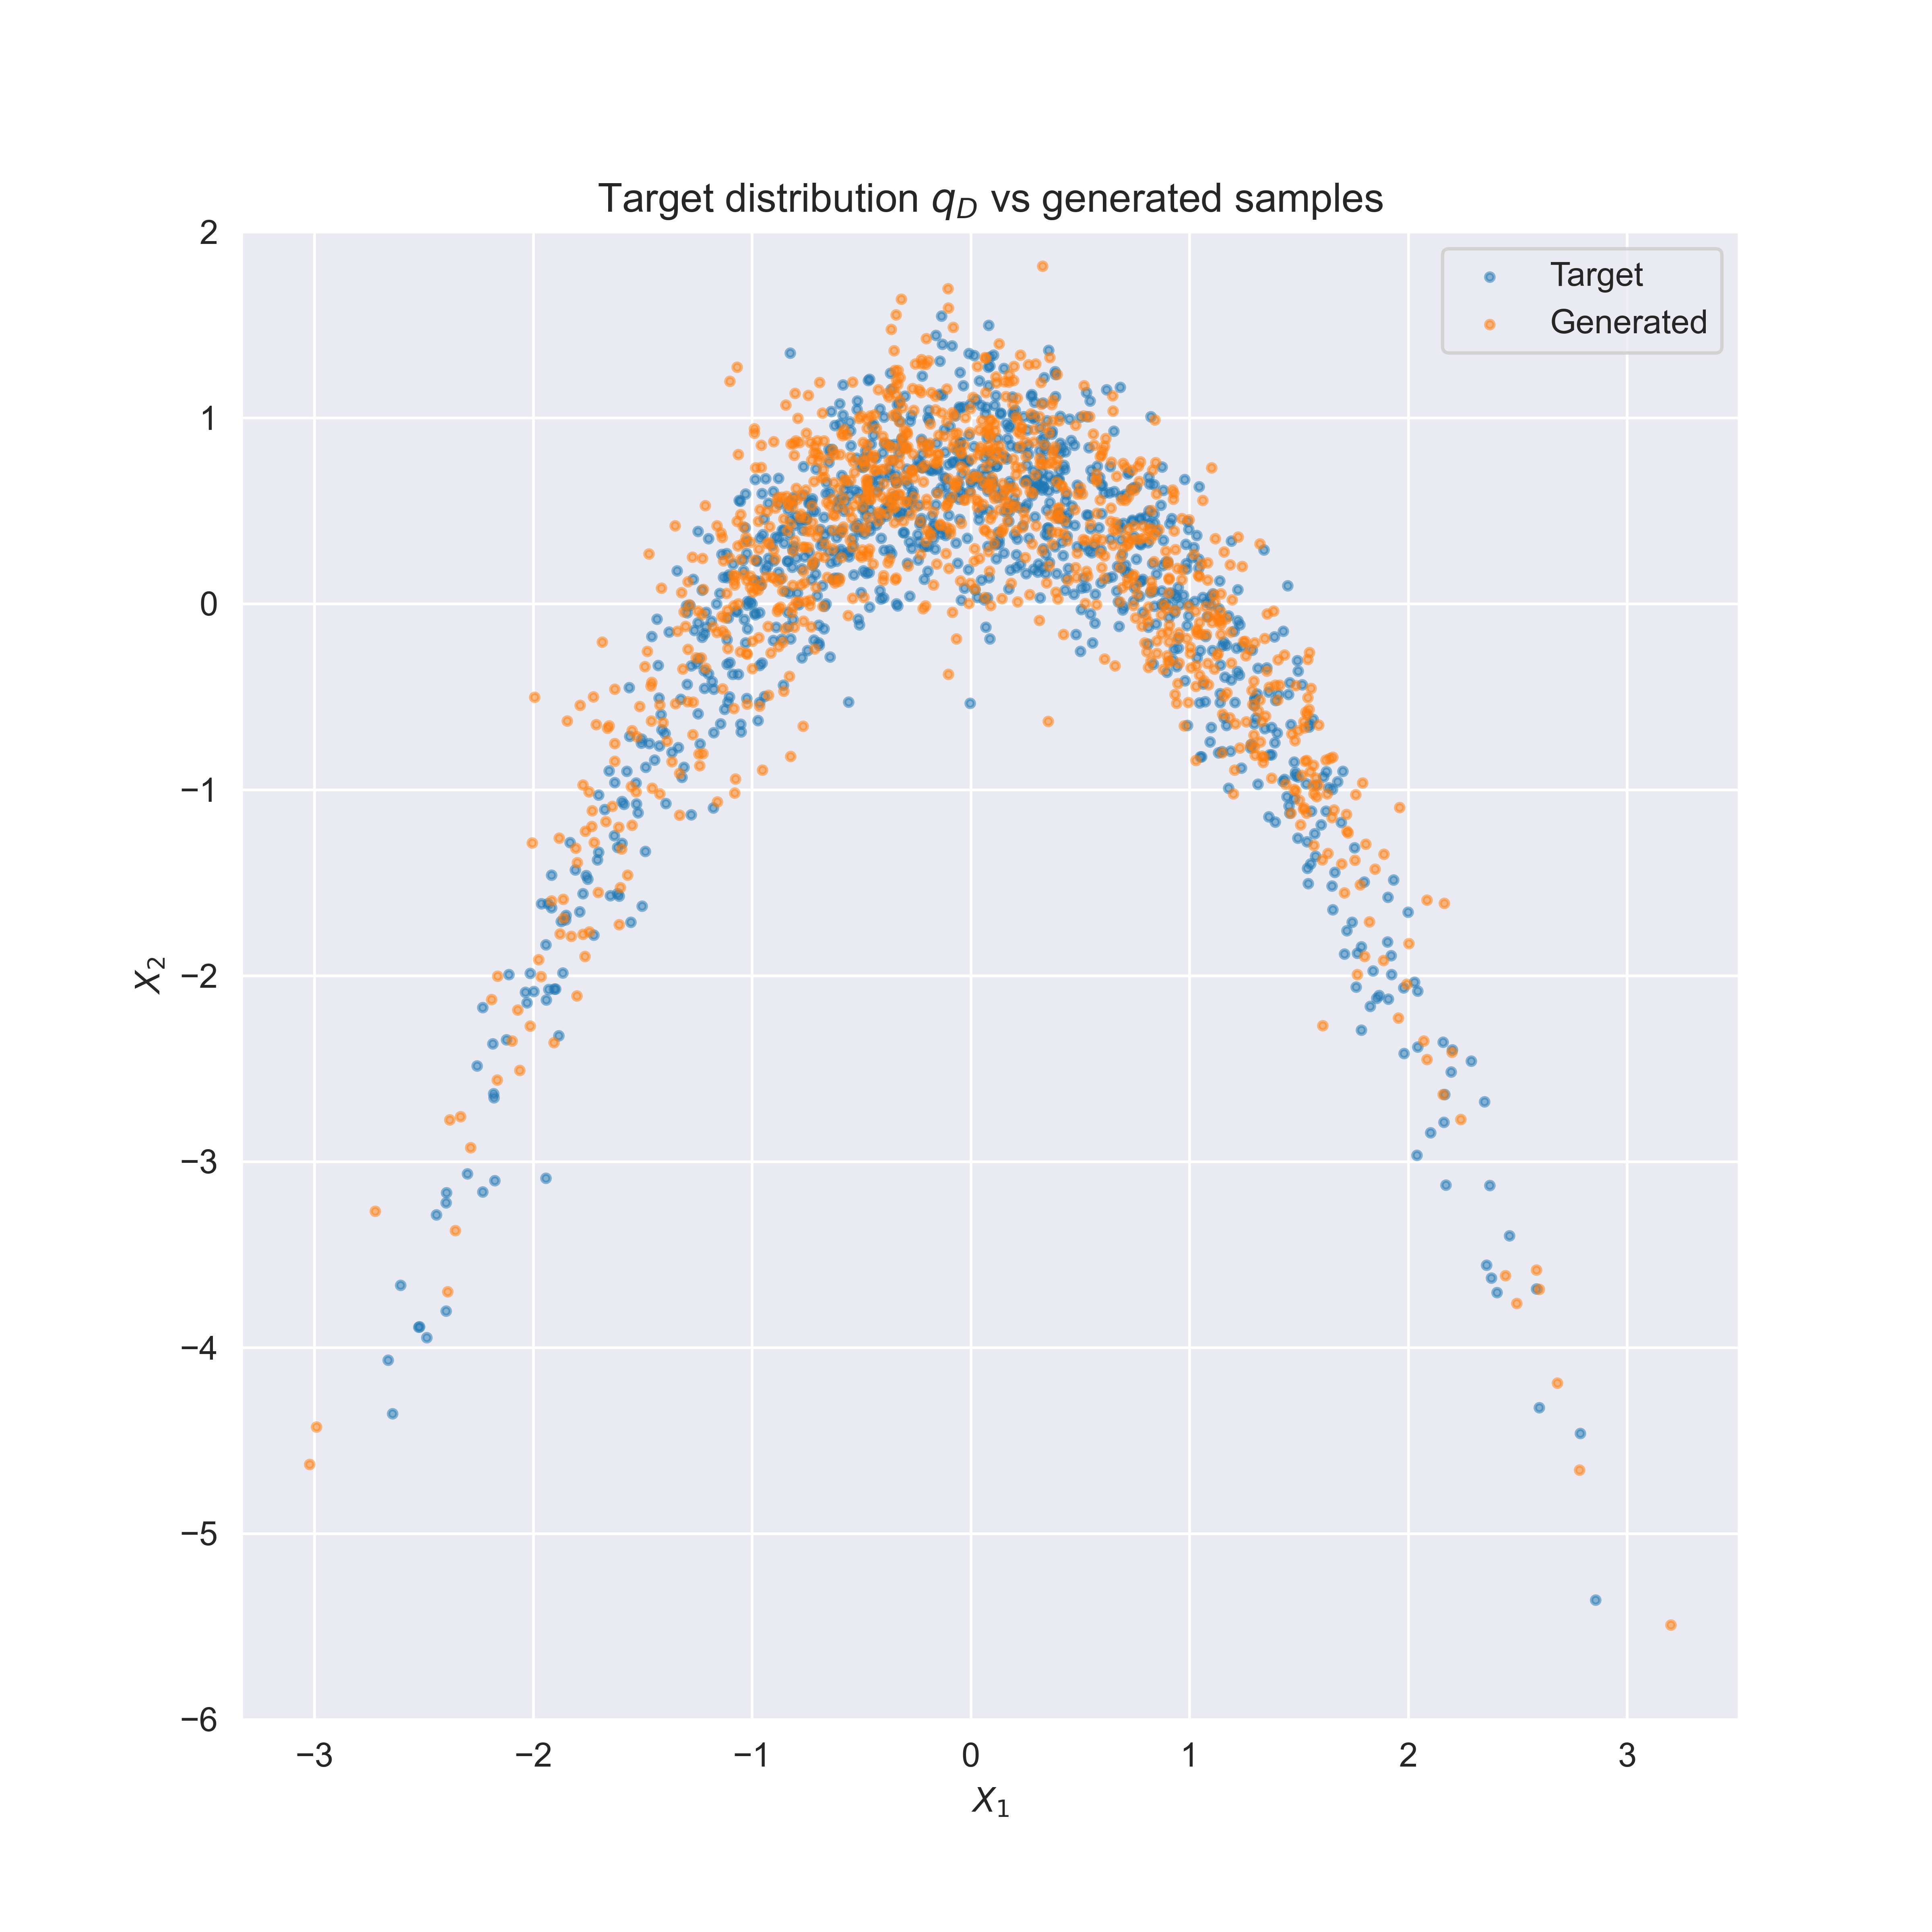 Target distribution q_D vs generated samples
Target
Generated
2
1
0
−1
−2
−3
−4
−5
−6
X_2
−3 −2 −1 0 1 2 3
X_1